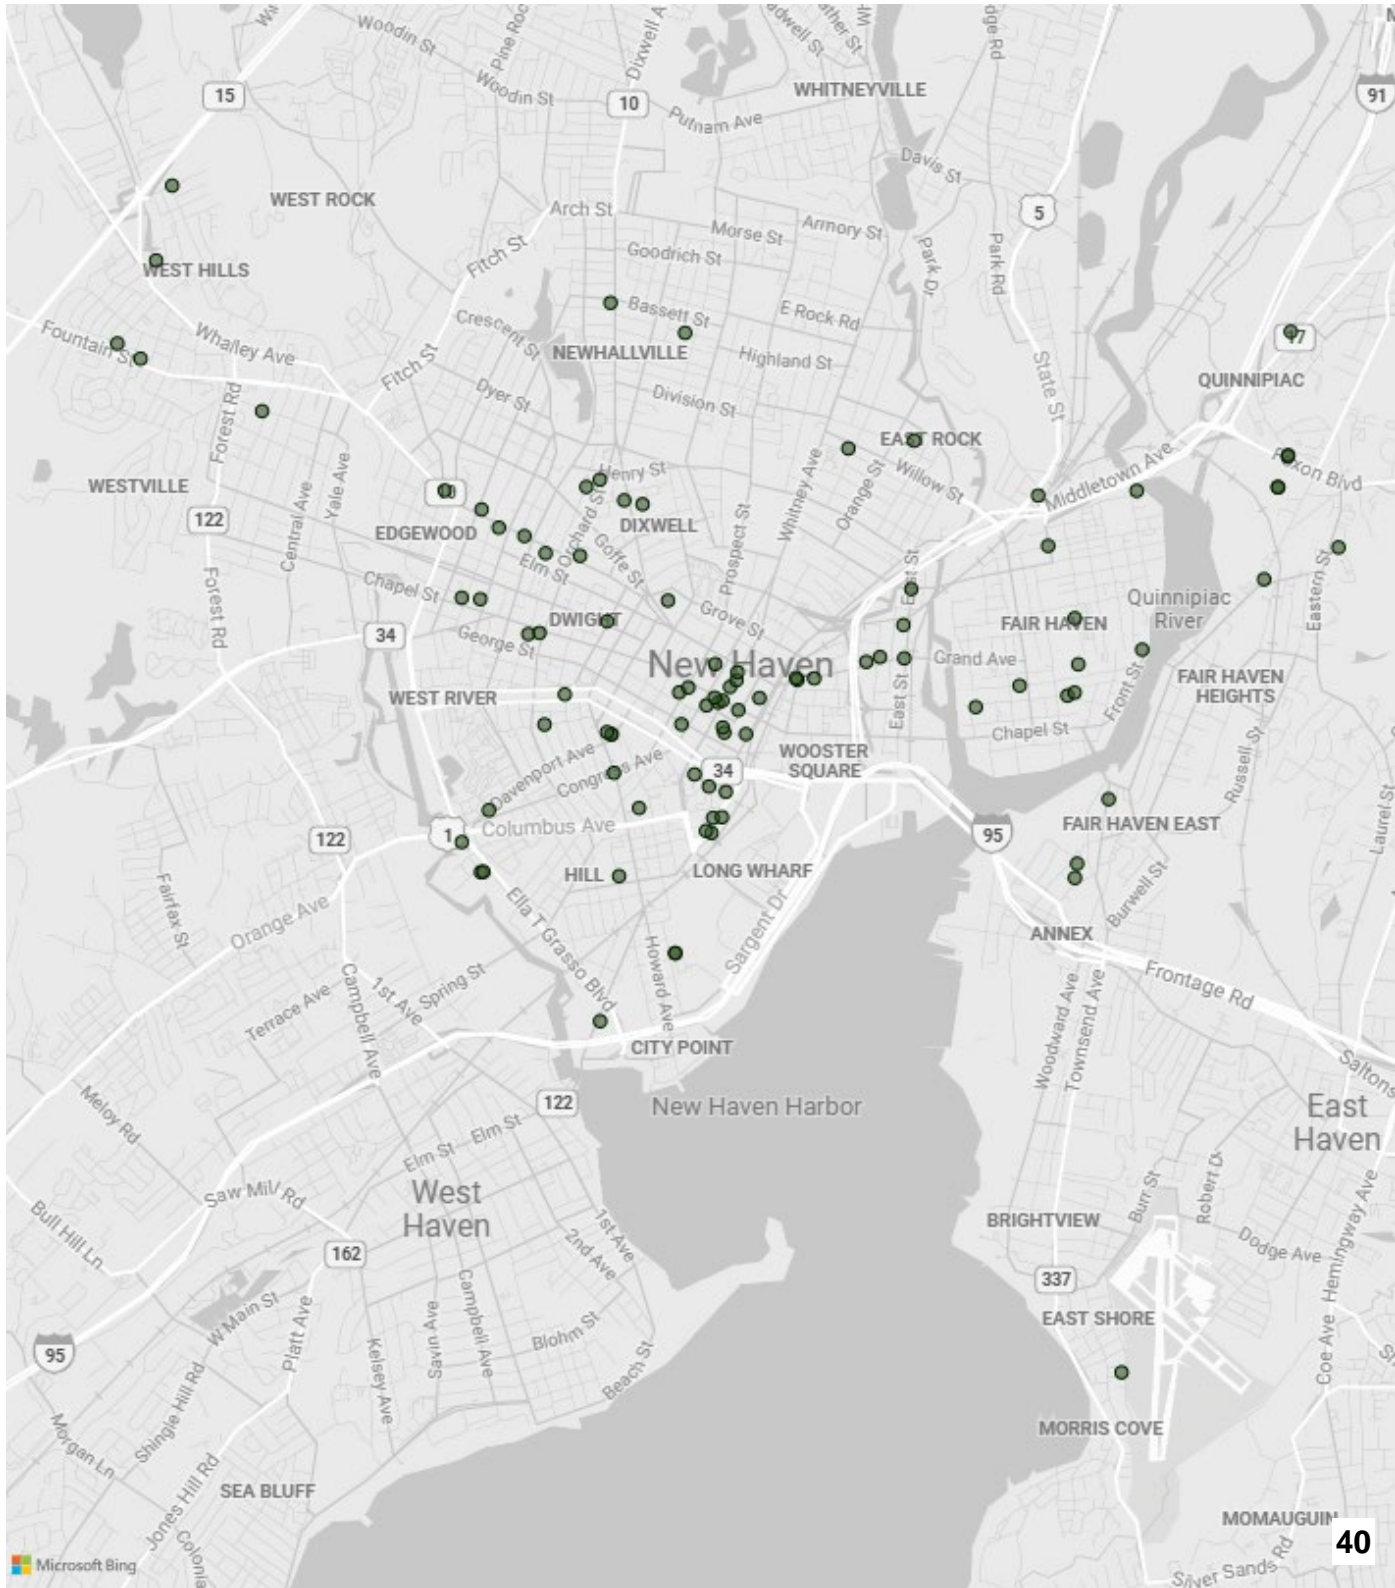 Woodin St
Pine Roc
Dixwell A
15
Woodin St
10
Putnam Ave
WHITNEYVILLE
91
Davis St
WEST ROCK
Arch St
Morse St
Armory St
5
Goodrich St
Fitch St
Park Dr
Park Rd
WEST HILLS
Bassett St
E Rock Rd
Fountain St
Whalley Ave
Crescent St
NEWHALLVILLE
Highland St
17
QUINNIPIAC
Fitch St
Dyer St
Division St
State St
Forest Rd
EAST ROCK
Willow St
Middletown Ave
Foxon Blvd
WESTVILLE
Yale Ave
Central Ave
Henry St
Orchard St
DIXWELL
Whitney Ave
Orange St
Prospect St
122
EDGEWOOD
Goffe St
Elm St
East St
Forest Rd
Chapel St
Grove St
Quinnipiac
River
Eastern St
34
George St
DWIGHT
New Haven
FAIR HAVEN
Grand Ave
Front St
FAIR HAVEN
HEIGHTS
WEST RIVER
East St
Chapel St
Russell St
Davenport Ave
Congress Ave
34
WOOSTER
SQUARE
Laurel St
122
1
Columbus Ave
95
FAIR HAVEN EAST
HILL
LONG WHARF
Fairfax St
Orange Ave
Ella T Grasso Blvd
Sargent Dr
Burwell St
ANNEX
Howard Ave
Campbell Ave
1st Ave
Spring St
Terrace Ave
Frontage Rd
Woodward Ave
Townsend Ave
CITY POINT
Saltons
Meloy Rd
122
New Haven Harbor
East
Haven
Elm St
Elm St
Saw Mill Rd
West
Haven
Bull Hill Ln
1st Ave
2nd Ave
BRIGHTVIEW
Burr St
Robert D
Dodge Ave
Hemingway Ave
162
337
W Main St
Platt Ave
Campbell Ave
Savin Ave
Kelsey Ave
Blohm St
Beach St
EAST SHORE
Coe Ave
95
Shingle Hill Rd
Morgan Ln
MORRIS COVE
Jones Hill Rd
SEA BLUFF
MOMAUGUIN
40
Colonia
Microsoft Bing
Silver Sands Rd